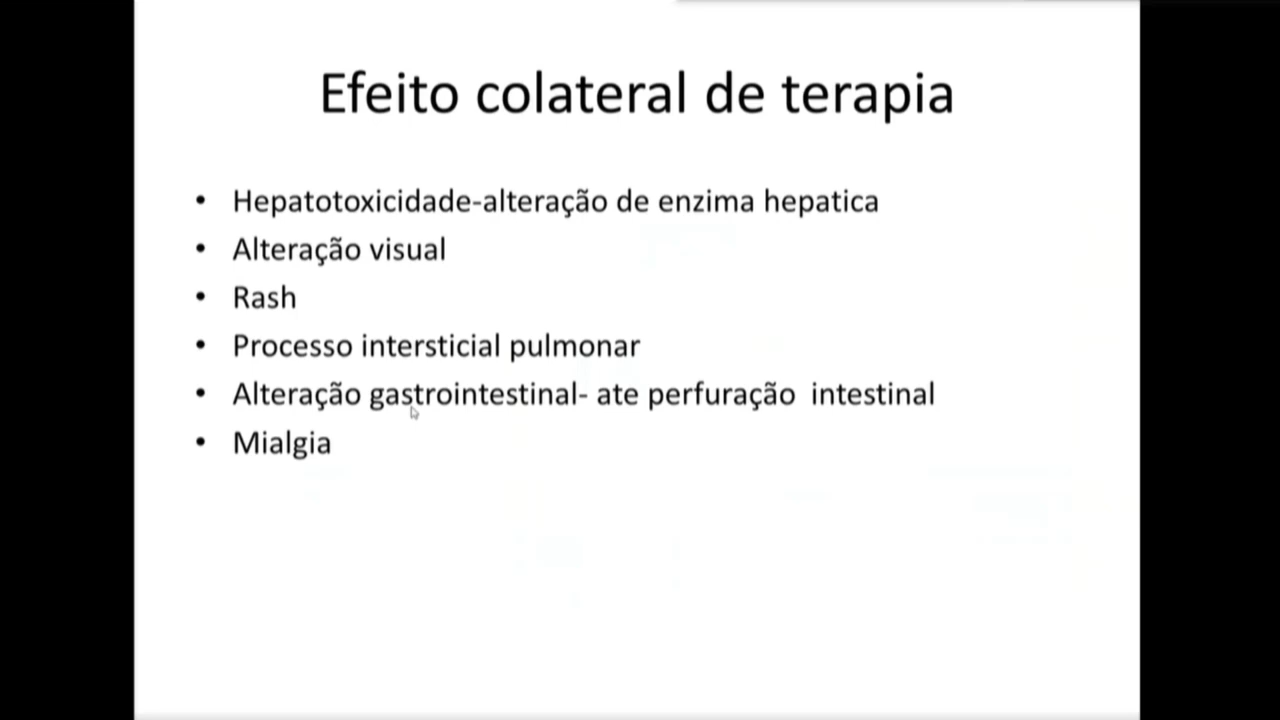 Efeito colateral de terapia
• Hepatotoxicidade-alteração de enzima hepatica
• Alteração visual
• Rash
• Processo intersticial pulmonar
• Alteração gastrointestinal- ate perfuração  intestinal
• Mialgia